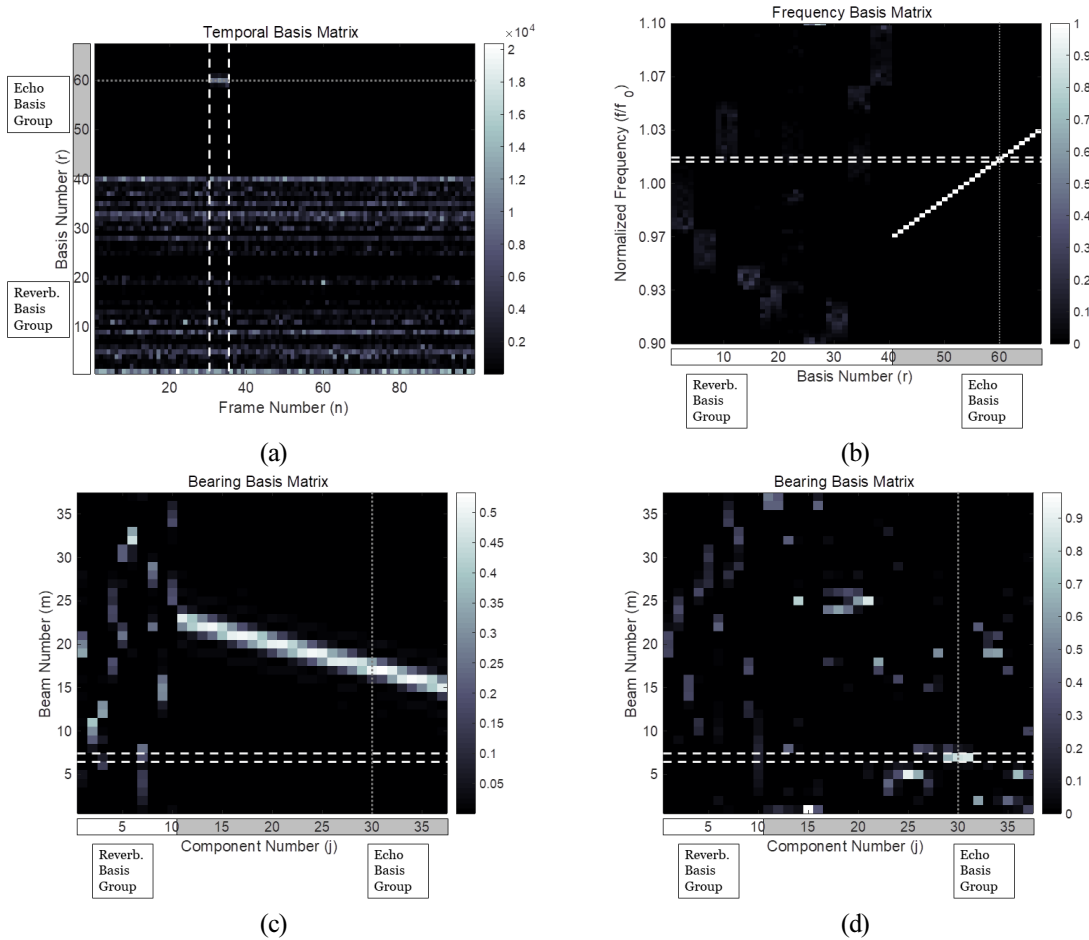 Temporal Basis Matrix
×10⁴
Echo
Basis
Group
Reverb.
Basis
Group
Basis Number (r)
60
50
40
30
20
10
20 40 60 80
Frame Number (n)
2
1.8
1.6
1.4
1.2
1
0.8
0.6
0.4
0.2
(a)
Frequency Basis Matrix
Normalized Frequency (f/f₀)
1.10
1.07
1.03
1.00
0.97
0.93
0.90
10 20 30 40 50 60
Basis Number (r)
Reverb.
Basis
Group
Echo
Basis
Group
1
0.9
0.8
0.7
0.6
0.5
0.4
0.3
0.2
0.1
0
(b)
Bearing Basis Matrix
Beam Number (m)
35
30
25
20
15
10
5
5 10 15 20 25 30 35
Component Number (j)
Reverb.
Basis
Group
Echo
Basis
Group
0.5
0.45
0.4
0.35
0.3
0.25
0.2
0.15
0.1
0.05
(c)
Bearing Basis Matrix
Beam Number (m)
35
30
25
20
15
10
5
5 10 15 20 25 30 35
Component Number (j)
Reverb.
Basis
Group
Echo
Basis
Group
0.9
0.8
0.7
0.6
0.5
0.4
0.3
0.2
0.1
0
(d)